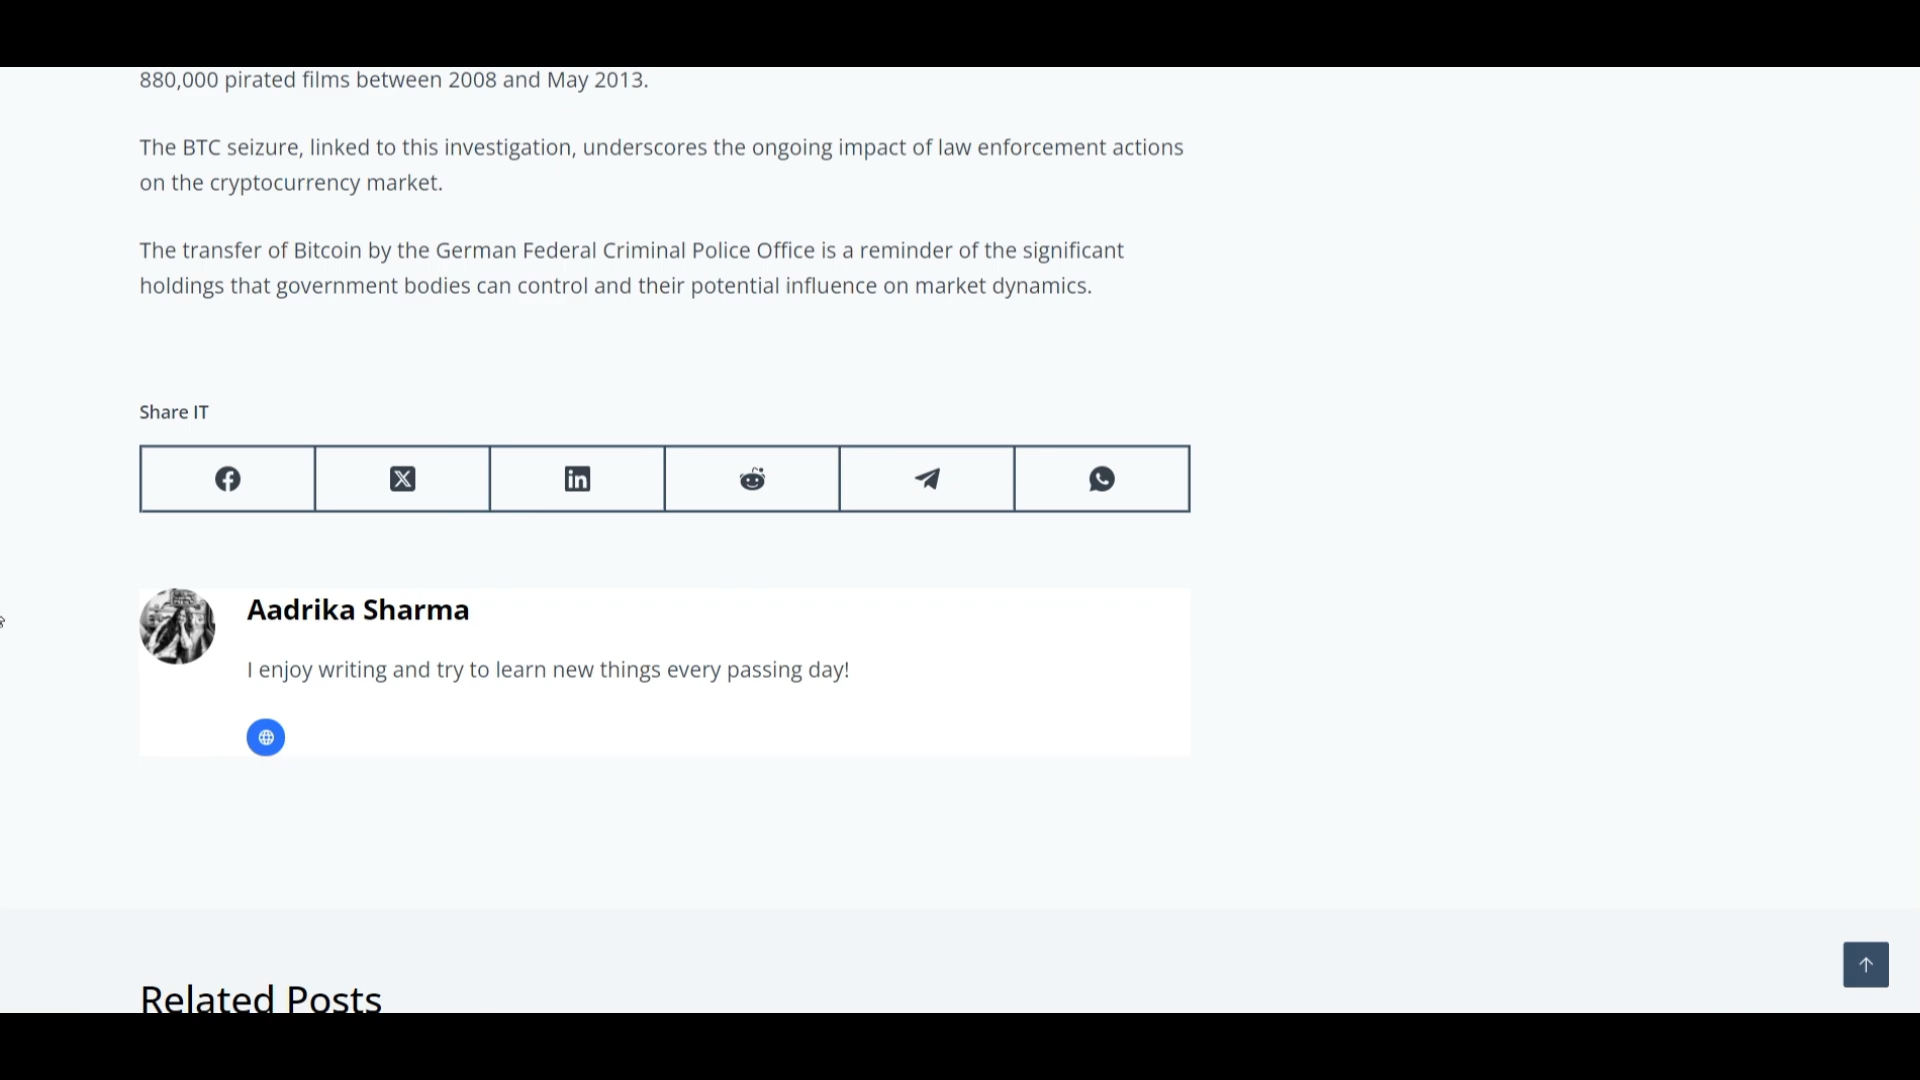 880,000 pirated films between 2008 and May 2013.
The BTC seizure, linked to this investigation, underscores the ongoing impact of law enforcement actions
on the cryptocurrency market.
The transfer of Bitcoin by the German Federal Criminal Police Office is a reminder of the significant
holdings that government bodies can control and their potential influence on market dynamics.
Share IT
Aadrika Sharma
I enjoy writing and try to learn new things every passing day!
Related Posts